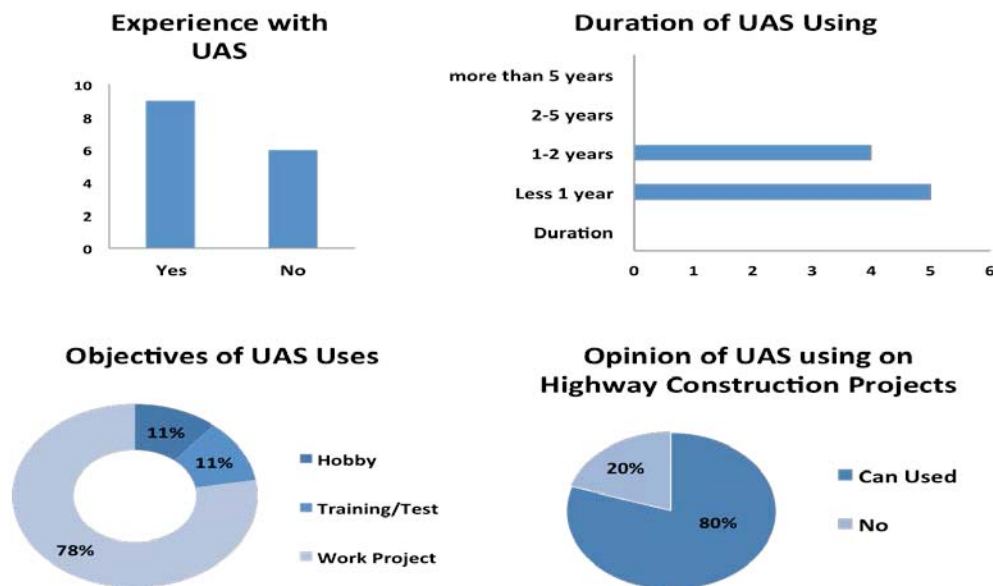 Experience with
UAS
10
8
6
4
2
0
Yes No
Duration of UAS Using
more than 5 years
2-5 years
1-2 years
Less 1 year
Duration
0 1 2 3 4 5 6
Objectives of UAS Uses
11%
11%
78%
Hobby
Training/Test
Work Project
Opinion of UAS using on
Highway Construction Projects
20%
80%
Can Used
No